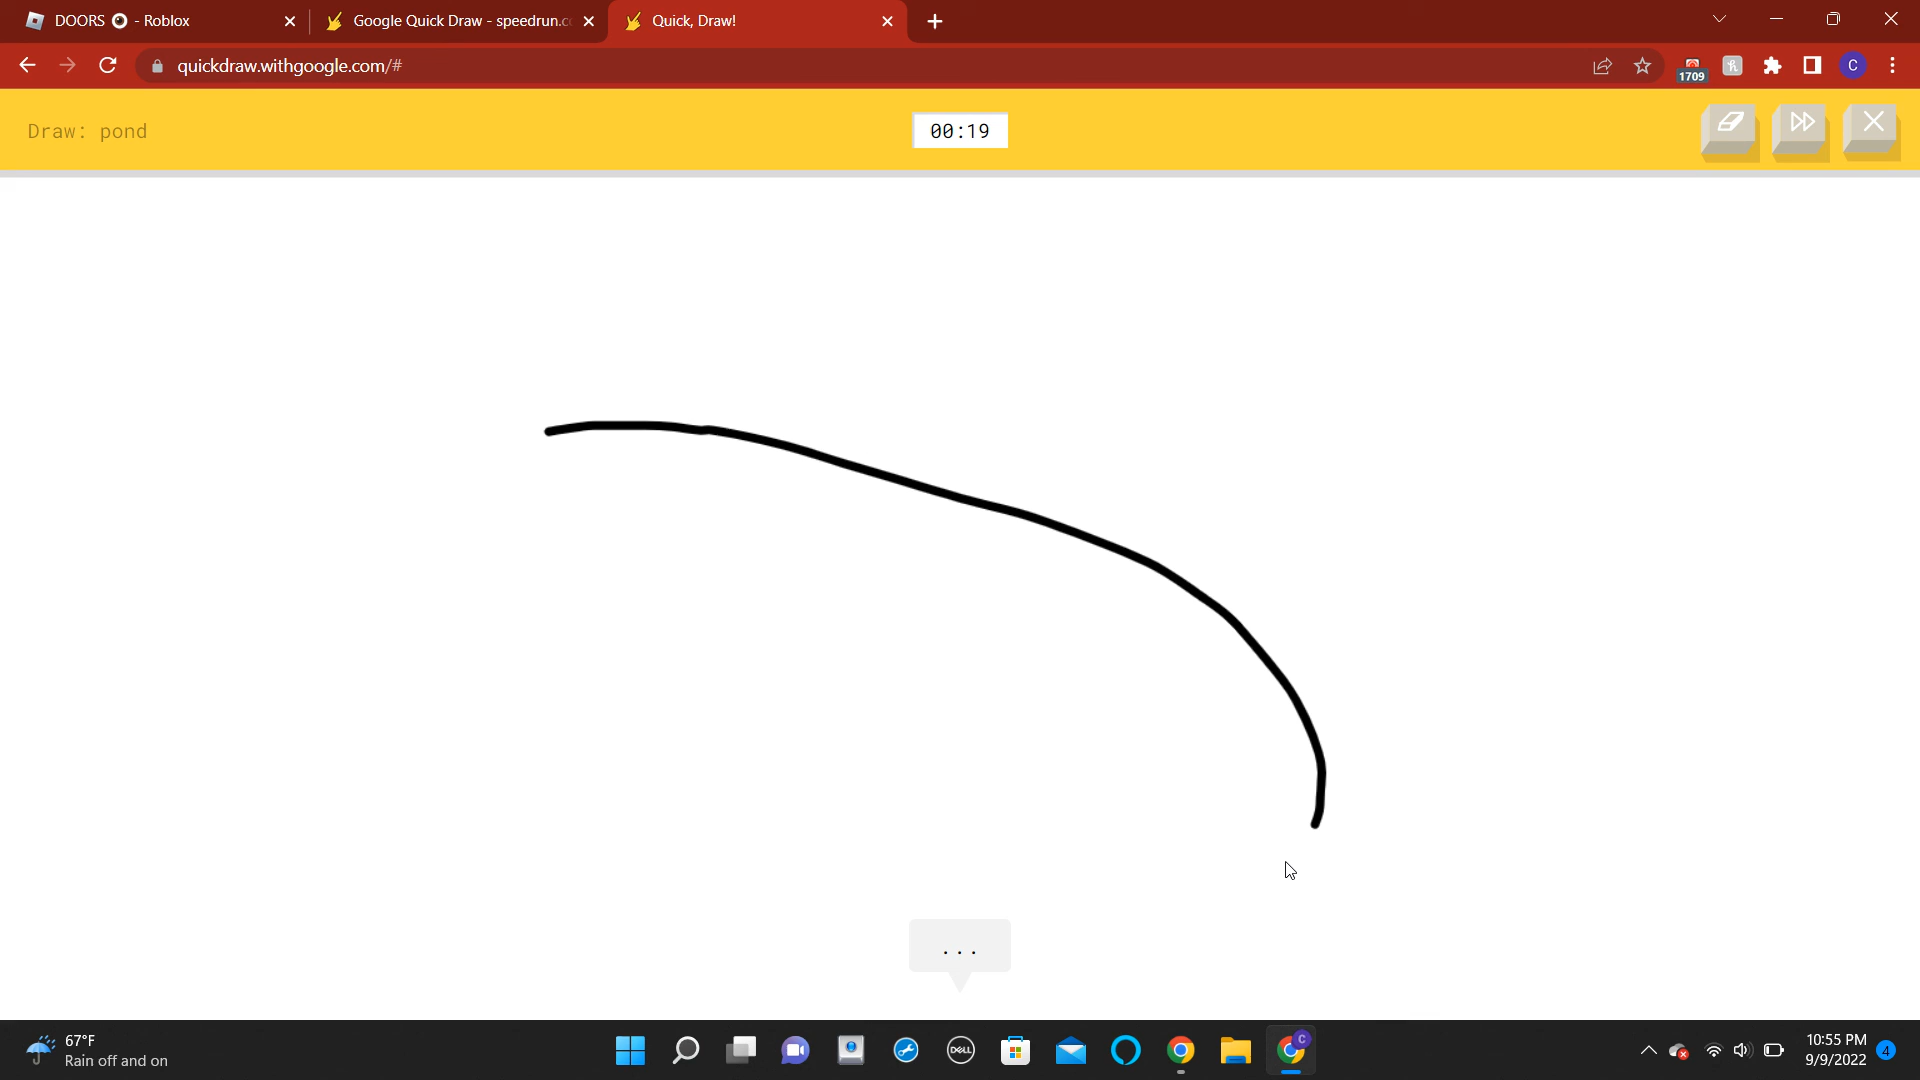 DOORS - Roblox
Google Quick Draw - speedrun.c
Quick, Draw!
quickdraw.withgoogle.com/#
1709
C
Draw: pond
00:19
...
67°F
Rain off and on
DELL
C
10:55 PM
9/9/2022
4